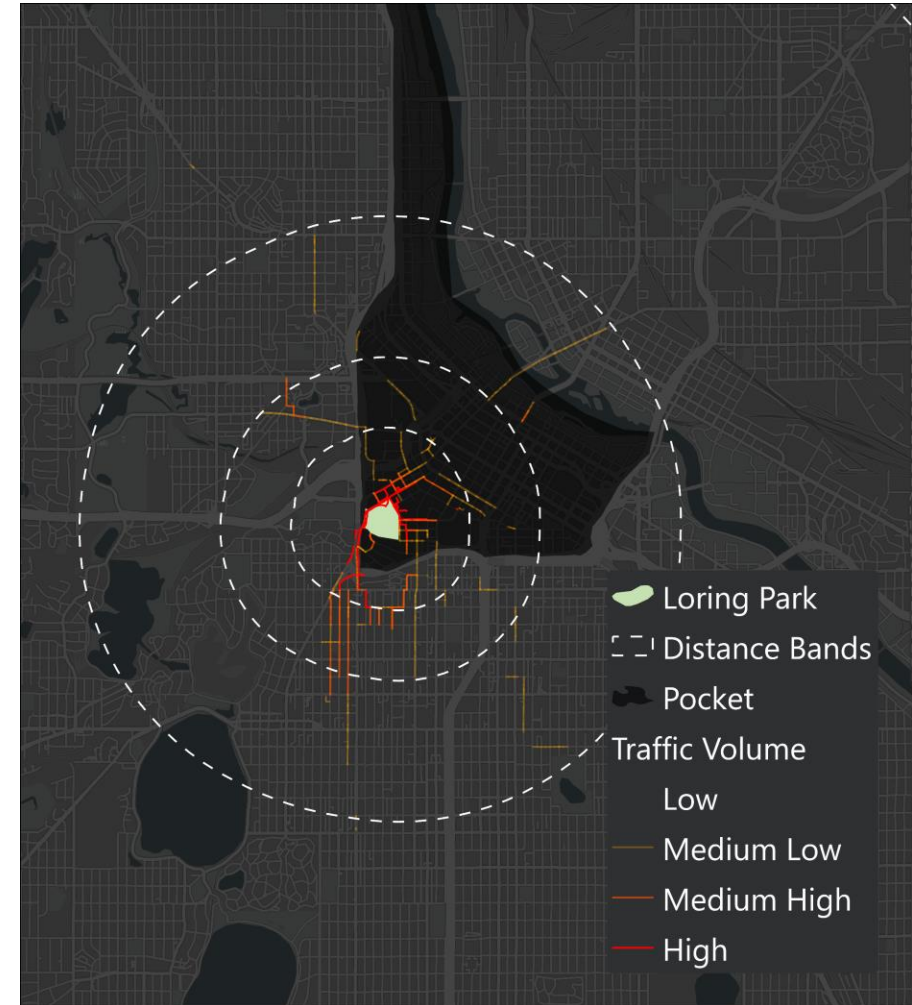 Loring Park
Distance Bands
Pocket
Traffic Volume
Low
Medium Low
Medium High
High